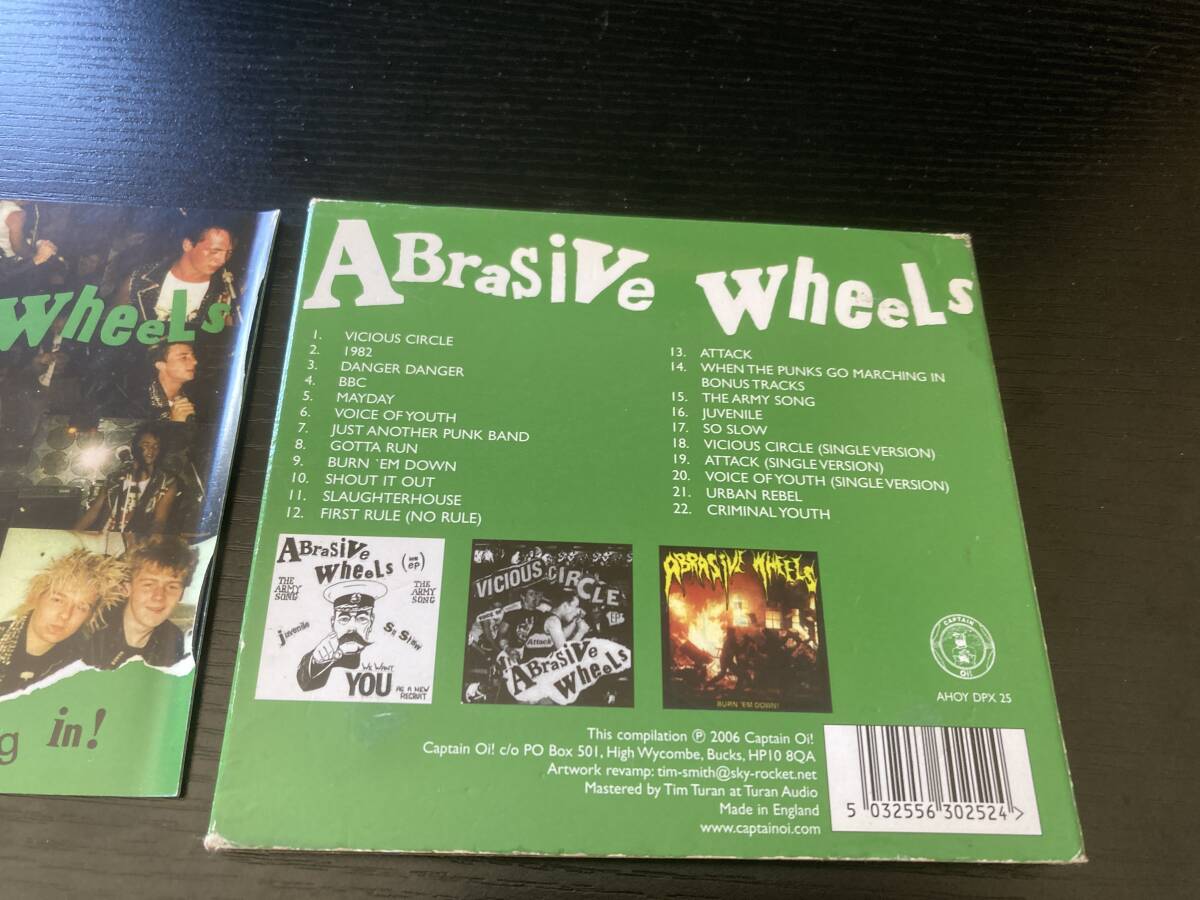 Wheels
g in!
ABrasive Wheels
1. VICIOUS CIRCLE
2. 1982
3. DANGER DANGER
4. BBC
5. MAYDAY
6. VOICE OF YOUTH
7. JUST ANOTHER PUNK BAND
8. GOTTA RUN
9. BURN `EM DOWN
10. SHOUT IT OUT
11. SLAUGHTERHOUSE
12. FIRST RULE (NO RULE)
13. ATTACK
14. WHEN THE PUNKS GO MARCHING IN
BONUS TRACKS
15. THE ARMY SONG
16. JUVENILE
17. SO SLOW
18. VICIOUS CIRCLE (SINGLE VERSION)
19. ATTACK (SINGLE VERSION)
20. VOICE OF YOUTH (SINGLE VERSION)
21. URBAN REBEL
22. CRIMINAL YOUTH
ABrasive
Wheels
THE ARMY SONG
THE ARMY SONG
juvenile
So Slow
WE WANT
YOU
AS A NEW RECRUIT
VICIOUS CIRCLE
Attack
ABrasive
Wheels
ABRASIVE WHEELS
BURN 'EM DOWN!
CAPTAIN
OI!
AHOY DPX 25
This compilation ℗ 2006 Captain Oi!
Captain Oi! c/o PO Box 501, High Wycombe, Bucks, HP10 8QA
Artwork revamp: tim-smith@sky-rocket.net
Mastered by Tim Turan at Turan Audio
Made in England
www.captainoi.com
5 032556 302524 >